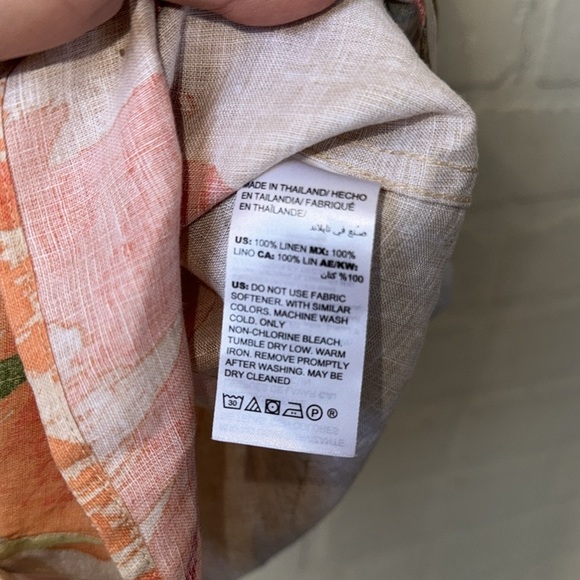 MADE IN THAILAND/ HECHO
EN TAILANDIA/ FABRIQUÉ
EN THAÏLANDE/
صنع في تايلاند
US: 100% LINEN MX: 100%
LINO CA: 100% LIN AE/KW:
100% كتان
US: DO NOT USE FABRIC
SOFTENER. WITH SIMILAR
COLORS. MACHINE WASH
COLD. ONLY
NON-CHLORINE BLEACH.
TUMBLE DRY LOW. WARM
IRON. REMOVE PROMPTLY
AFTER WASHING. MAY BE
DRY CLEANED
30 P ®